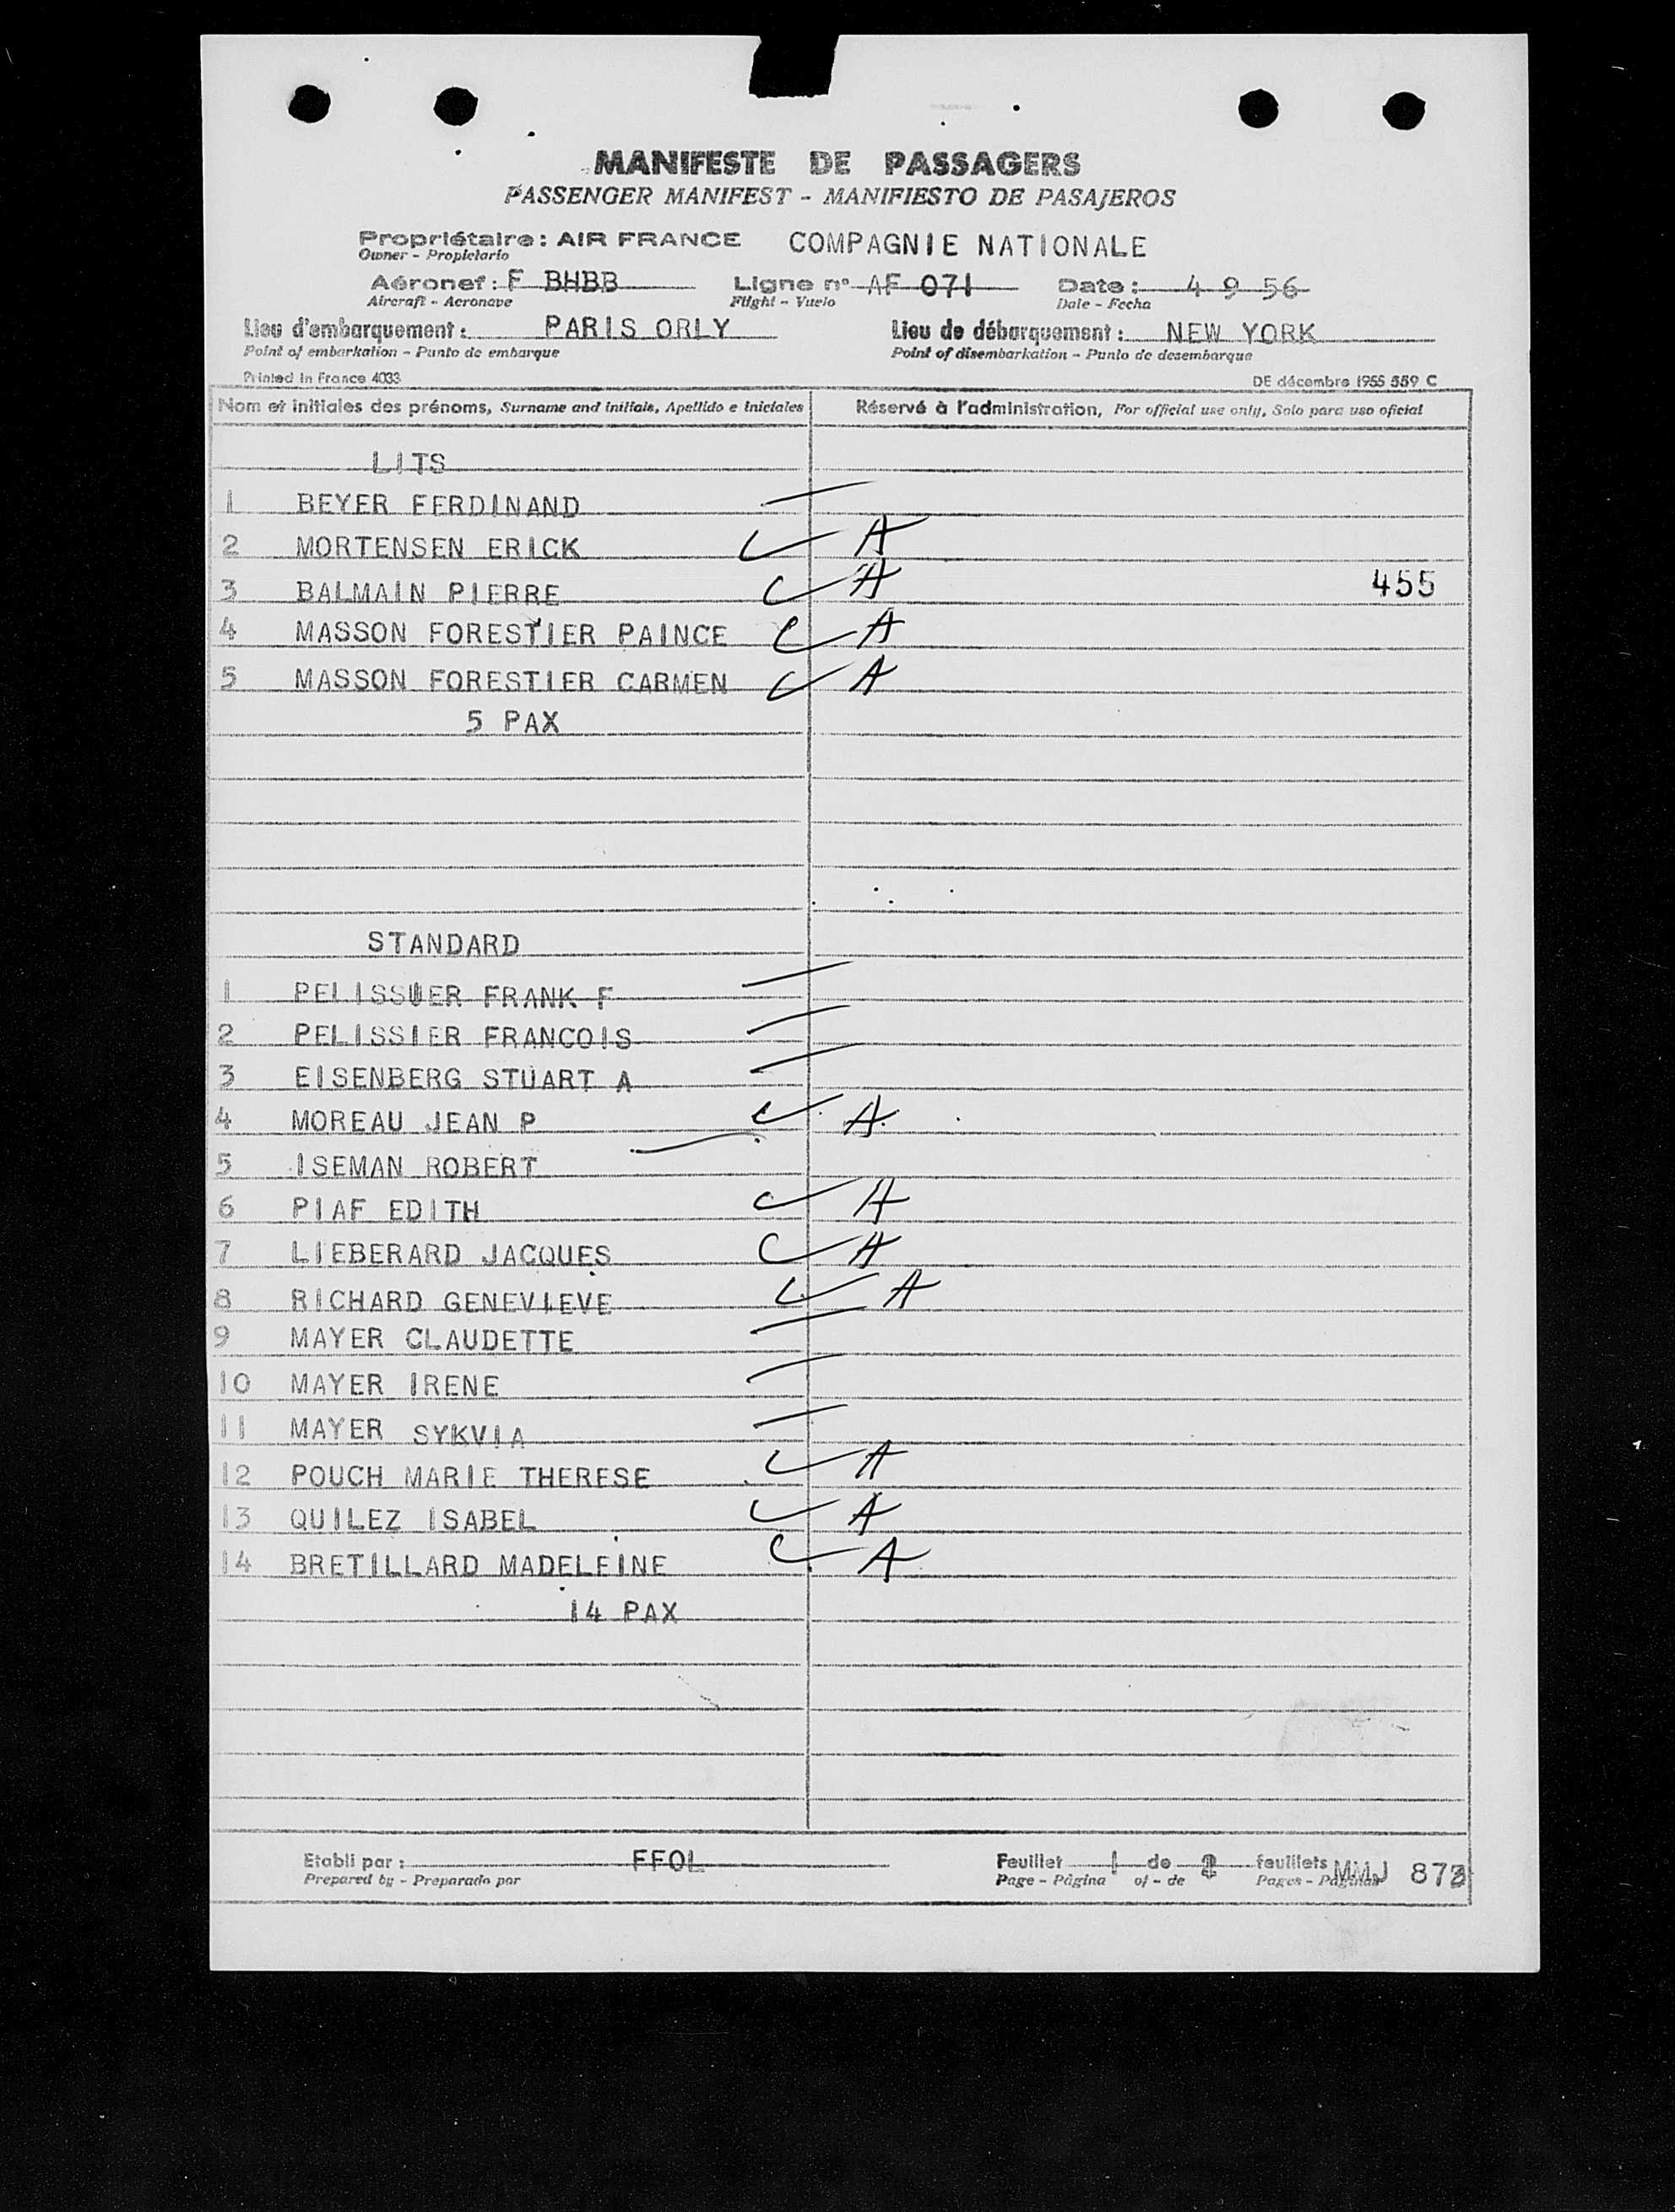 MANIFESTE DE PASSAGERS
PASSENGER MANIFEST - MANIFIESTO DE PASAJEROS
Propriétaire: AIR FRANCE COMPAGNIE NATIONALE
Owner - Propietario
Aéronef: F BHBB Ligne n° AF 071 Date: 4 9 56
Aircraft - Aeronave Flight - Vuelo Date - Fecha
Lieu d'embarquement: PARIS ORLY Lieu de débarquement: NEW YORK
Point of embarkation - Punto de embarque Point of disembarkation - Punto de desembarque
Printed in France 4033 DE décembre 1955 559 C
Nom et initiales des prénoms, Surname and initials, Apellido e iniciales Réservé à l'administration, For official use only, Solo para uso oficial
LITS
1 BEYER FERDINAND
2 MORTENSEN ERICK A
3 BALMAIN PIERRE A 455
4 MASSON FORESTIER PAINCE A
5 MASSON FORESTIER CARMEN A
5 PAX
STANDARD
1 PELISSUER FRANK F
2 PELISSIER FRANCOIS
3 EISENBERG STUART A
4 MOREAU JEAN P A
5 ISEMAN ROBERT
6 PIAF EDITH A
7 LIEBERARD JACQUES A
8 RICHARD GENEVIEVE A
9 MAYER CLAUDETTE
10 MAYER IRENE
11 MAYER SYKVIA
12 POUCH MARIE THERESE A
13 QUILEZ ISABEL A
14 BRETILLARD MADELEINE A
14 PAX
Etabli par: FFOL Feuillet 1 de feuillets MMJ 873
Prepared by - Preparado por Page - Página of - de Pages - Páginas